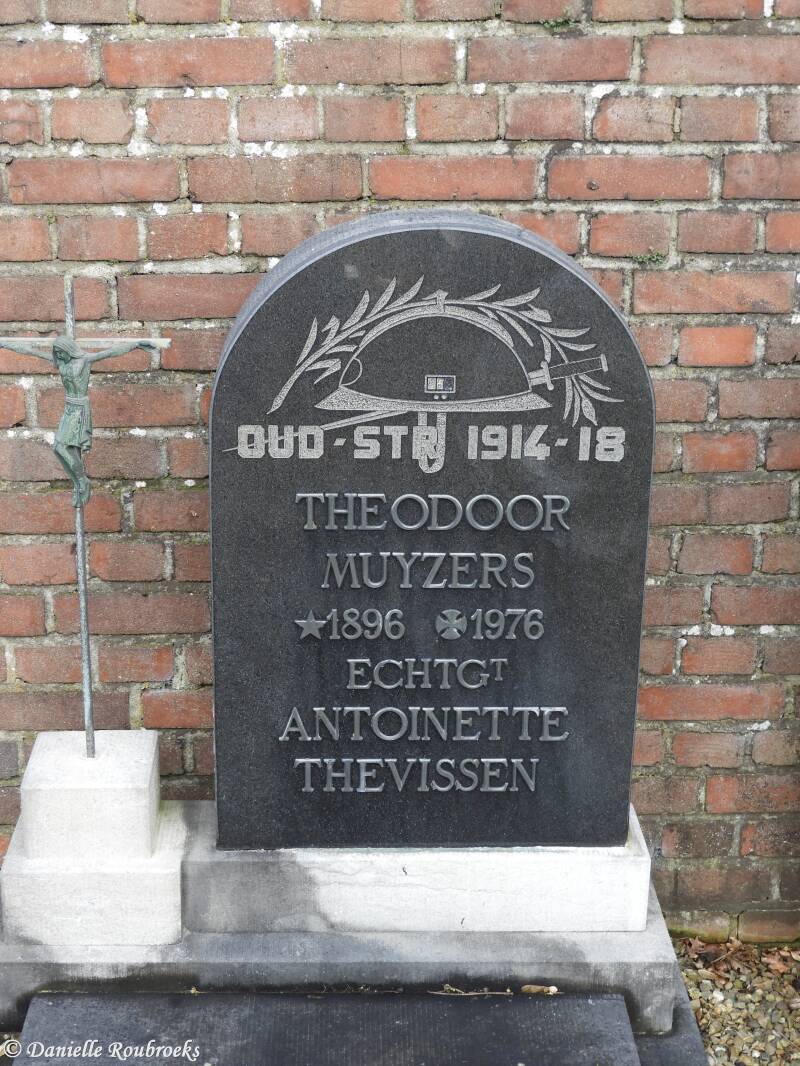 OUD-STR 1914-18
THEODOOR
MUYZERS
★1896 ✠1976
ECHTGT
ANTOINETTE
THEVISSEN
© Danielle Roubroeks